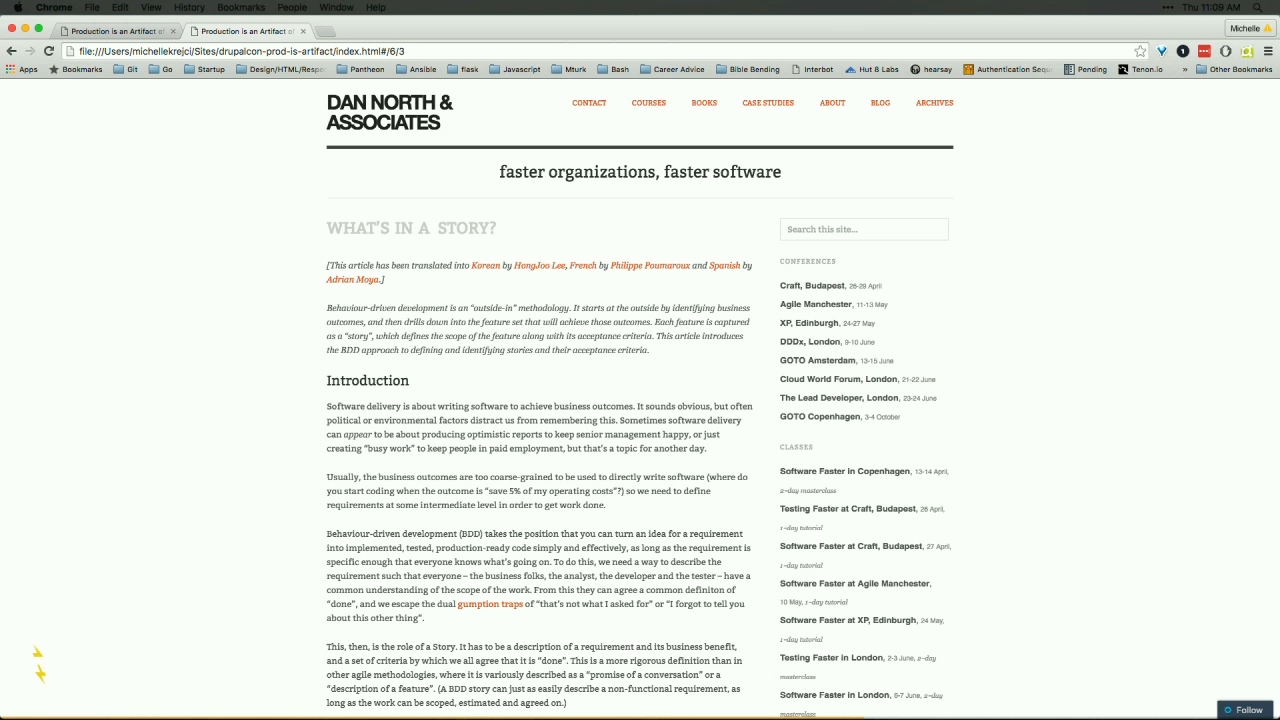 Chrome File Edit View History Bookmarks People Window Help Thu 11:09 AM
Production is an Artifact of Production is an Artifact of Michelle
file:///Users/michellekrejci/Sites/drupalcon-prod-is-artifact/index.html#/6/3
Apps Bookmarks Git Go Startup Design/HTML/Respo Pantheon Ansible flask Javascript Mturk Bash Career Advice Bible Bending Interbot Hut 8 Labs hearsay Authentication Seque Pending Tenon.io » Other Bookmarks
DAN NORTH &
ASSOCIATES
CONTACT COURSES BOOKS CASE STUDIES ABOUT BLOG ARCHIVES
faster organizations, faster software
WHAT'S IN A STORY?
[This article has been translated into Korean by HongJoo Lee, French by Philippe Poumaroux and Spanish by
Adrian Moya.]
Behaviour-driven development is an “outside-in” methodology. It starts at the outside by identifying business
outcomes, and then drills down into the feature set that will achieve those outcomes. Each feature is captured
as a “story”, which defines the scope of the feature along with its acceptance criteria. This article introduces
the BDD approach to defining and identifying stories and their acceptance criteria.
Introduction
Software delivery is about writing software to achieve business outcomes. It sounds obvious, but often
political or environmental factors distract us from remembering this. Sometimes software delivery
can appear to be about producing optimistic reports to keep senior management happy, or just
creating “busy work” to keep people in paid employment, but that's a topic for another day.
Usually, the business outcomes are too coarse-grained to be used to directly write software (where do
you start coding when the outcome is “save 5% of my operating costs”?) so we need to define
requirements at some intermediate level in order to get work done.
Behaviour-driven development (BDD) takes the position that you can turn an idea for a requirement
into implemented, tested, production-ready code simply and effectively, as long as the requirement is
specific enough that everyone knows what's going on. To do this, we need a way to describe the
requirement such that everyone – the business folks, the analyst, the developer and the tester – have a
common understanding of the scope of the work. From this they can agree a common definiton of
“done”, and we escape the dual gumption traps of “that's not what I asked for” or “I forgot to tell you
about this other thing”.
This, then, is the role of a Story. It has to be a description of a requirement and its business benefit,
and a set of criteria by which we all agree that it is “done”. This is a more rigorous definition than in
other agile methodologies, where it is variously described as a “promise of a conversation” or a
“description of a feature”. (A BDD story can just as easily describe a non-functional requirement, as
long as the work can be scoped, estimated and agreed on.)
Search this site...
CONFERENCES
Craft, Budapest, 26-29 April
Agile Manchester, 11-13 May
XP, Edinburgh, 24-27 May
DDDx, London, 9-10 June
GOTO Amsterdam, 13-15 June
Cloud World Forum, London, 21-22 June
The Lead Developer, London, 23-24 June
GOTO Copenhagen, 3-4 October
CLASSES
Software Faster in Copenhagen, 13-14 April,
2-day masterclass
Testing Faster at Craft, Budapest, 26 April,
1-day tutorial
Software Faster at Craft, Budapest, 27 April,
1-day tutorial
Software Faster at Agile Manchester,
10 May, 1-day tutorial
Software Faster at XP, Edinburgh, 24 May,
1-day tutorial
Testing Faster in London, 2-3 June, 2-day
masterclass
Software Faster in London, 6-7 June, 2-day
masterclass
Follow